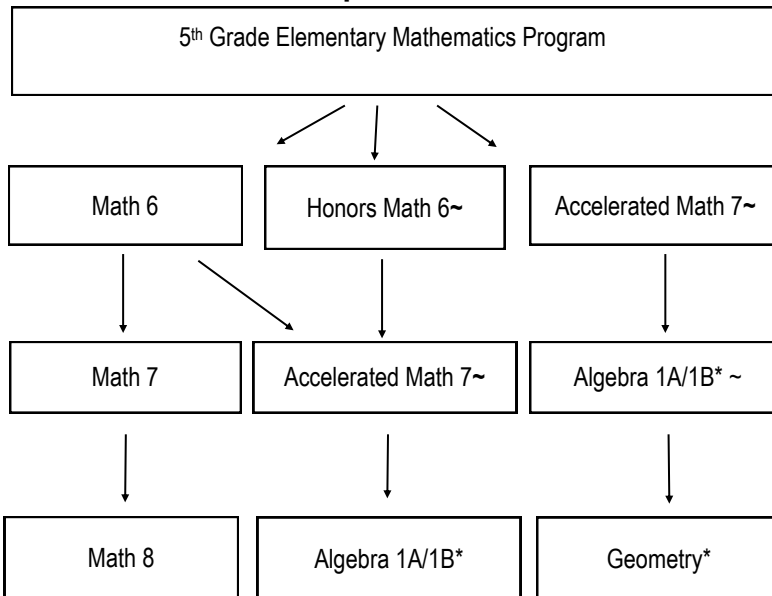 5th Grade Elementary Mathematics Program
Math 6
Honors Math 6~
Accelerated Math 7~
Math 7
Accelerated Math 7~
Algebra 1A/1B* ~
Math 8
Algebra 1A/1B*
Geometry*